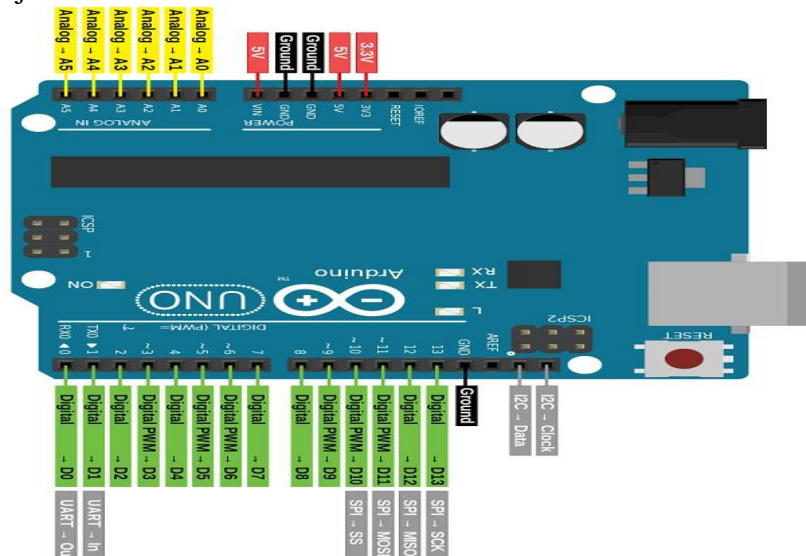 Analog → A5
Analog → A4
Analog → A3
Analog → A2
Analog → A1
Analog → A0
5V
Ground
Ground
5V
3.3V
A5
A4
A3
A2
A1
A0
VIN
GND
GND
5V
3V3
RESET
IOREF
ANALOG IN
POWER
ICSP
1
ON
UNO
Arduino
TM
RX
TX
L
ICSP2
RESET
DIGITAL (PWM= ~)
RX0 0
TX0 1
2
~3
4
~5
~6
7
8
~9
~10
~11
12
13
GND
AREF
Digital → D0
Digital → D1
Digital → D2
Digital PWM → D3
Digital → D4
Digital PWM → D5
Digital PWM → D6
Digital → D7
Digital → D8
Digital PWM → D9
Digital PWM → D10
Digital PWM → D11
Digital → D12
Digital → D13
Ground
I2C → Data
I2C → Clock
UART → Ou
UART → In
SPI → SS
SPI → MOSI
SPI → MISO
SPI → SCK